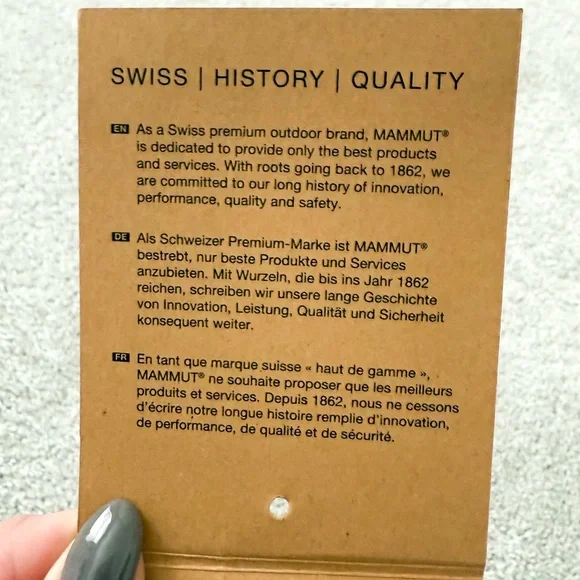 SWISS | HISTORY | QUALITY
EN As a Swiss premium outdoor brand, MAMMUT®
is dedicated to provide only the best products
and services. With roots going back to 1862, we
are committed to our long history of innovation,
performance, quality and safety.
DE Als Schweizer Premium-Marke ist MAMMUT®
bestrebt, nur beste Produkte und Services
anzubieten. Mit Wurzeln, die bis ins Jahr 1862
reichen, schreiben wir unsere lange Geschichte
von Innovation, Leistung, Qualität und Sicherheit
konsequent weiter.
FR En tant que marque suisse « haut de gamme »,
MAMMUT® ne souhaite proposer que les meilleurs
produits et services. Depuis 1862, nous ne cessons
d'écrire notre longue histoire remplie d'innovation,
de performance, de qualité et de sécurité.